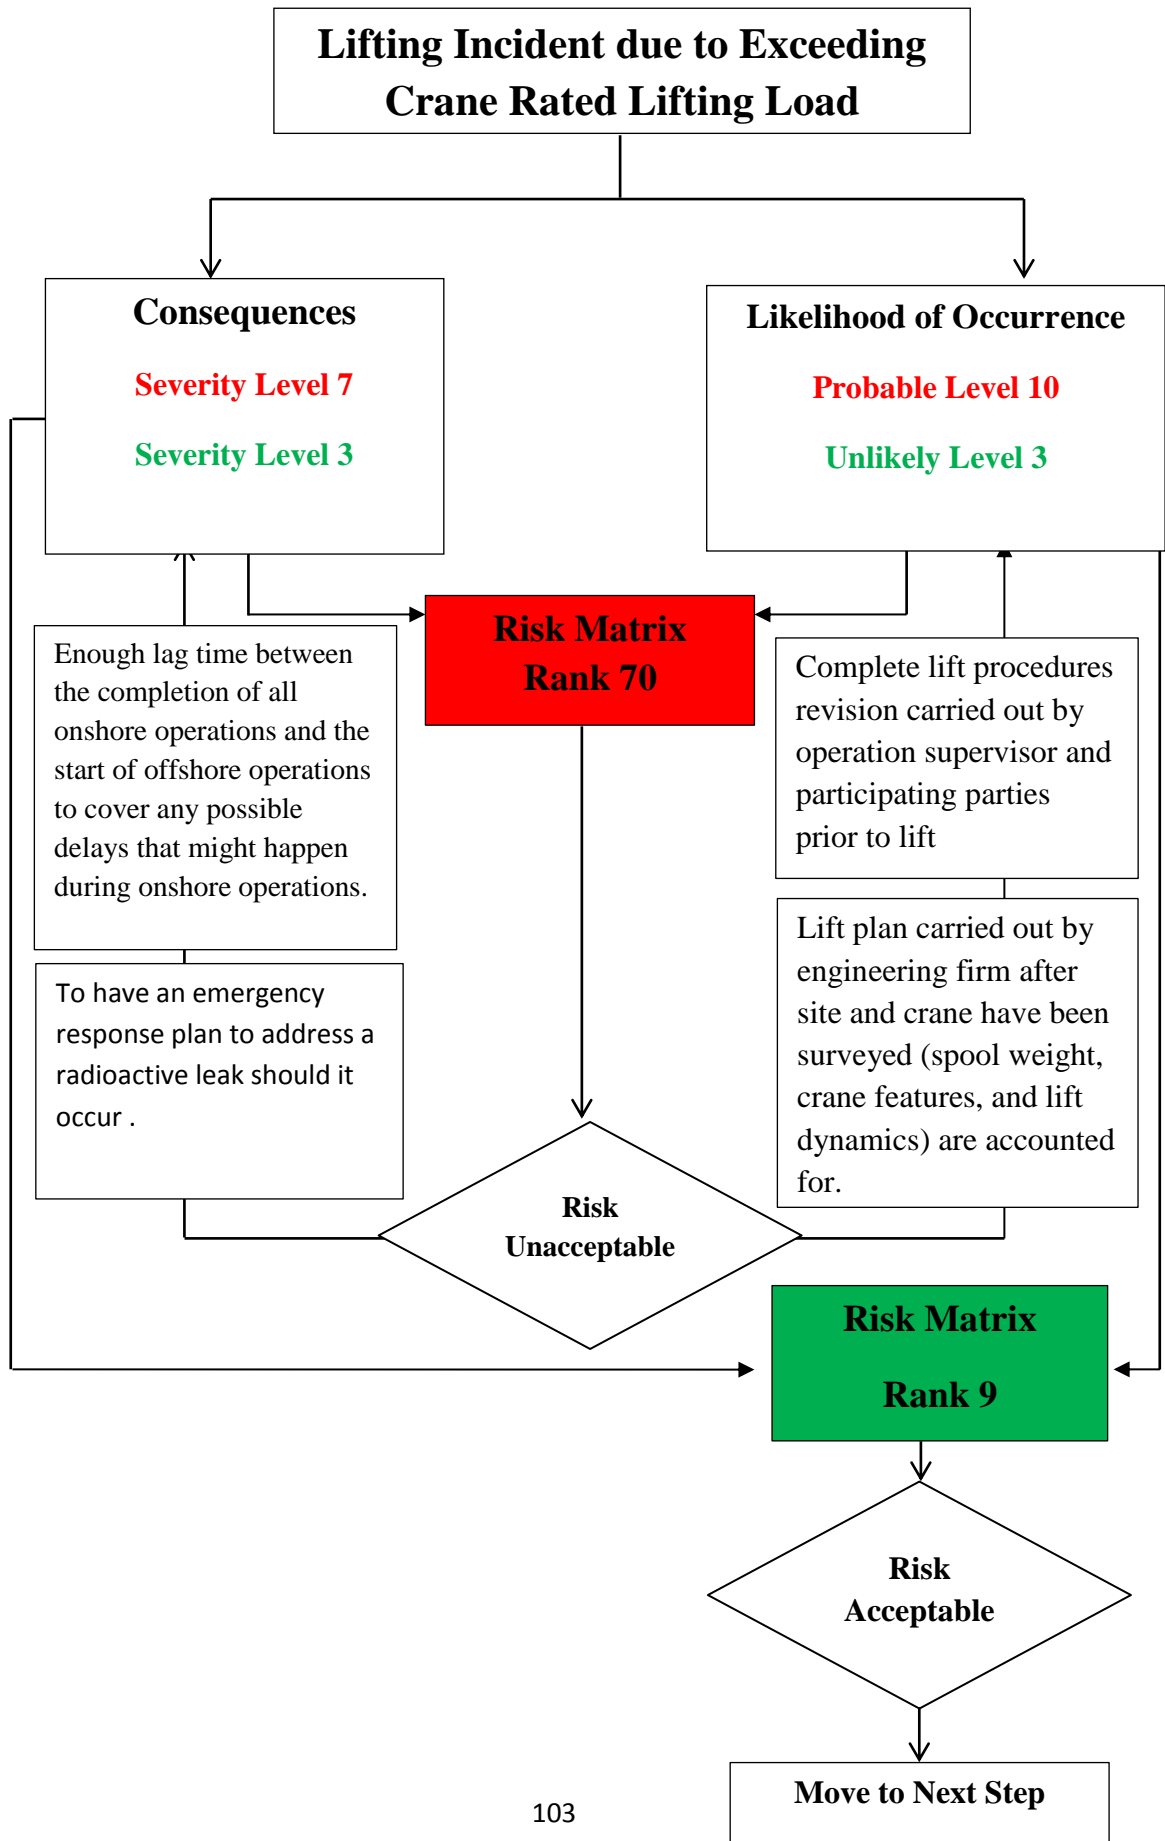 Lifting Incident due to Exceeding
Crane Rated Lifting Load
Consequences
Severity Level 7
Severity Level 3
Likelihood of Occurrence
Probable Level 10
Unlikely Level 3
Risk Matrix
Rank 70
Enough lag time between
the completion of all
onshore operations and the
start of offshore operations
to cover any possible
delays that might happen
during onshore operations.
Complete lift procedures
revision carried out by
operation supervisor and
participating parties
prior to lift
To have an emergency
response plan to address a
radioactive leak should it
occur .
Lift plan carried out by
engineering firm after
site and crane have been
surveyed (spool weight,
crane features, and lift
dynamics) are accounted
for.
Risk
Unacceptable
Risk Matrix
Rank 9
Risk
Acceptable
Move to Next Step
103